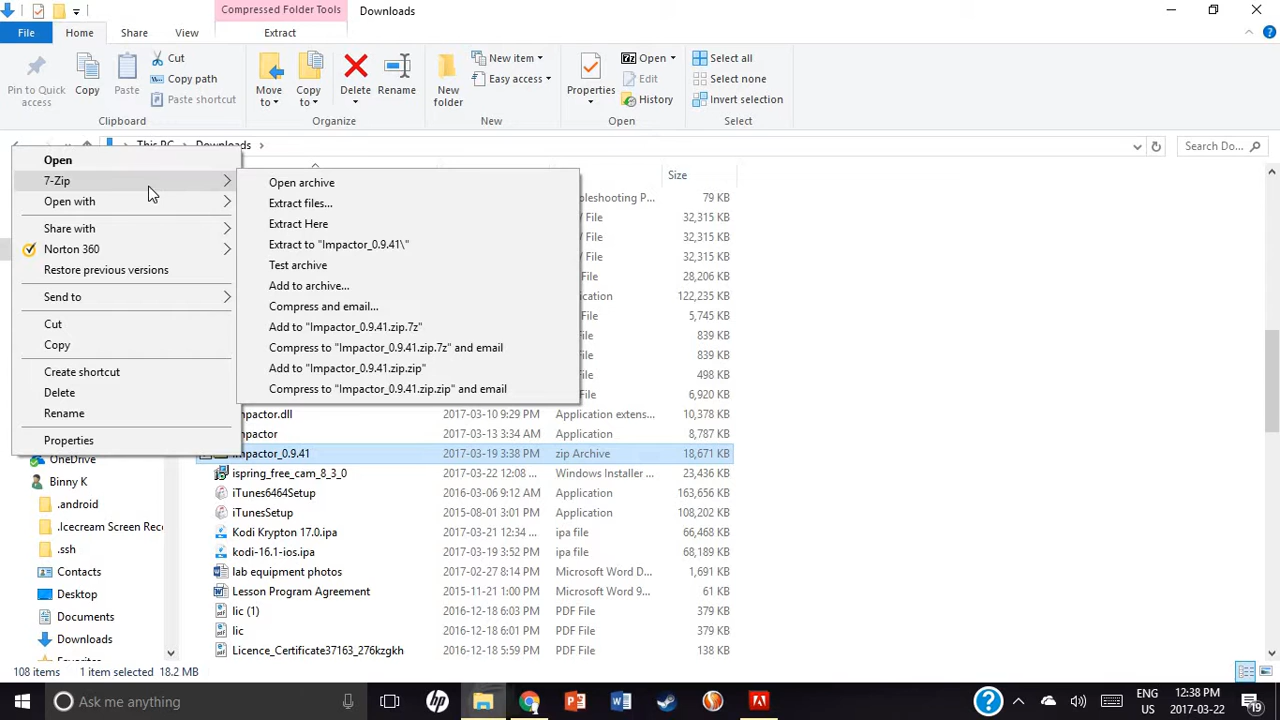 Compressed Folder Tools
Downloads
File
Home
Share
View
Extract
Pin to Quick access
Copy
Paste
Cut
Copy path
Paste shortcut
Clipboard
Move to
Copy to
Delete
Rename
Organize
New folder
New item
Easy access
New
Properties
Open
Edit
History
Open
Select all
Select none
Invert selection
Select
This PC
Downloads
Search Do...
Size
Open
7-Zip
Open with
Share with
Norton 360
Restore previous versions
Send to
Cut
Copy
Create shortcut
Delete
Rename
Properties
Open archive
Extract files...
Extract Here
Extract to "Impactor_0.9.41\"
Test archive
Add to archive...
Compress and email...
Add to "Impactor_0.9.41.zip.7z"
Compress to "Impactor_0.9.41.zip.7z" and email
Add to "Impactor_0.9.41.zip.zip"
Compress to "Impactor_0.9.41.zip.zip" and email
ubleshooting P... 79 KB
/ File 32,315 KB
/ File 32,315 KB
/ File 32,315 KB
/ File 28,206 KB
ication 122,235 KB
File 5,745 KB
File 839 KB
File 839 KB
File 498 KB
File 6,920 KB
mpactor.dll 2017-03-10 9:29 PM Application extens... 10,378 KB
mpactor 2017-03-13 3:34 AM Application 8,787 KB
Impactor_0.9.41 2017-03-19 3:38 PM zip Archive 18,671 KB
ispring_free_cam_8_3_0 2017-03-22 12:08 ... Windows Installer ... 23,436 KB
iTunes6464Setup 2016-03-06 9:12 AM Application 163,656 KB
iTunesSetup 2015-08-01 3:01 PM Application 108,202 KB
Kodi Krypton 17.0.ipa 2017-03-21 12:34 ... ipa file 66,468 KB
kodi-16.1-ios.ipa 2017-03-19 3:52 PM ipa file 68,189 KB
lab equipment photos 2017-02-27 8:14 PM Microsoft Word D... 1,691 KB
Lesson Program Agreement 2015-11-21 1:00 PM Microsoft Word 9... 61 KB
lic (1) 2016-12-18 6:03 PM PDF File 379 KB
lic 2016-12-18 6:01 PM PDF File 379 KB
Licence_Certificate37163_276kzgkh 2016-12-18 5:59 PM PDF File 138 KB
OneDrive
Binny K
.android
.Icecream Screen Rec
.ssh
Contacts
Desktop
Documents
Downloads
108 items 1 item selected 18.2 MB
Ask me anything
hp
ENG
US
12:38 PM
2017-03-22
19